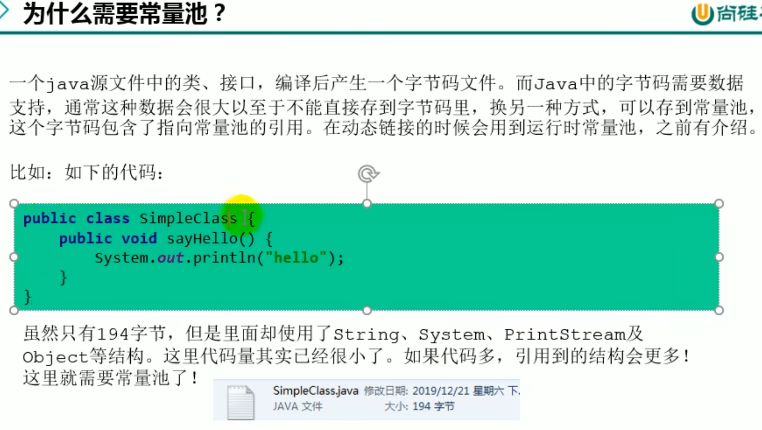 为什么需要常量池？
尚硅
一个java源文件中的类、接口，编译后产生一个字节码文件。而Java中的字节码需要数据
支持，通常这种数据会很大以至于不能直接存到字节码里，换另一种方式，可以存到常量池，
这个字节码包含了指向常量池的引用。在动态链接的时候会用到运行时常量池，之前有介绍。
比如：如下的代码：
public class SimpleClass {
    public void sayHello() {
        System.out.println("hello");
    }
}
虽然只有194字节，但是里面却使用了String、System、PrintStream及
Object等结构。这里代码量其实已经很小了。如果代码多，引用到的结构会更多！
这里就需要常量池了！
SimpleClass.java 修改日期: 2019/12/21 星期六 下...
JAVA 文件 大小: 194 字节